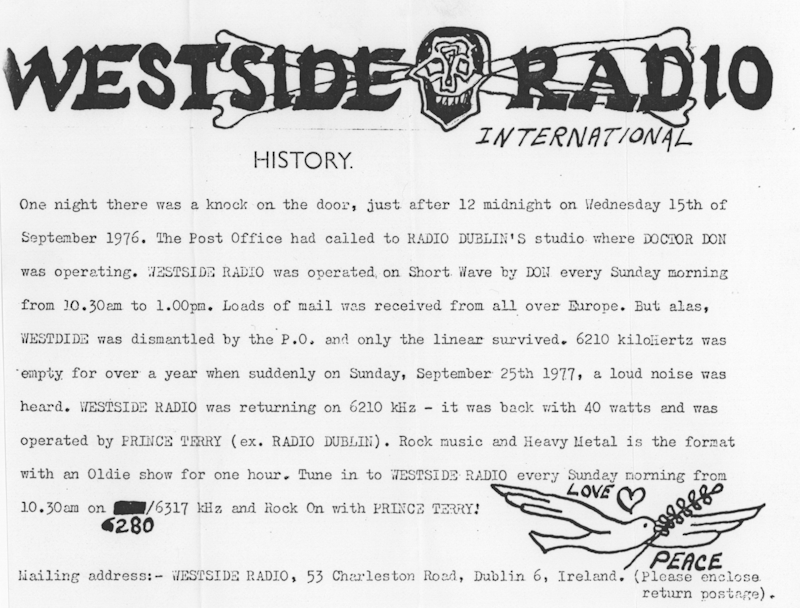 WESTSIDE RADIO
INTERNATIONAL
HISTORY.
One night there was a knock on the door, just after 12 midnight on Wednesday 15th of
September 1976. The Post Office had called to RADIO DUBLIN'S studio where DOCTOR DON
was operating. WESTSIDE RADIO was operated on Short Wave by DON every Sunday morning
from 10.30am to 1.00pm. Loads of mail was received from all over Europe. But alas,
WESTDIDE was dismantled by the P.O. and only the linear survived. 6210 kiloHertz was
empty for over a year when suddenly on Sunday, September 25th 1977, a loud noise was
heard. WESTSIDE RADIO was returning on 6210 kHz - it was back with 40 watts and was
operated by PRINCE TERRY (ex. RADIO DUBLIN). Rock music and Heavy Metal is the format
with an Oldie show for one hour. Tune in to WESTSIDE RADIO every Sunday morning from
10.30am on /6317 kHz and Rock On with PRINCE TERRY!
6280
LOVE
PEACE
Mailing address:- WESTSIDE RADIO, 53 Charleston Road, Dublin 6, Ireland. (Please enclose
return postage).